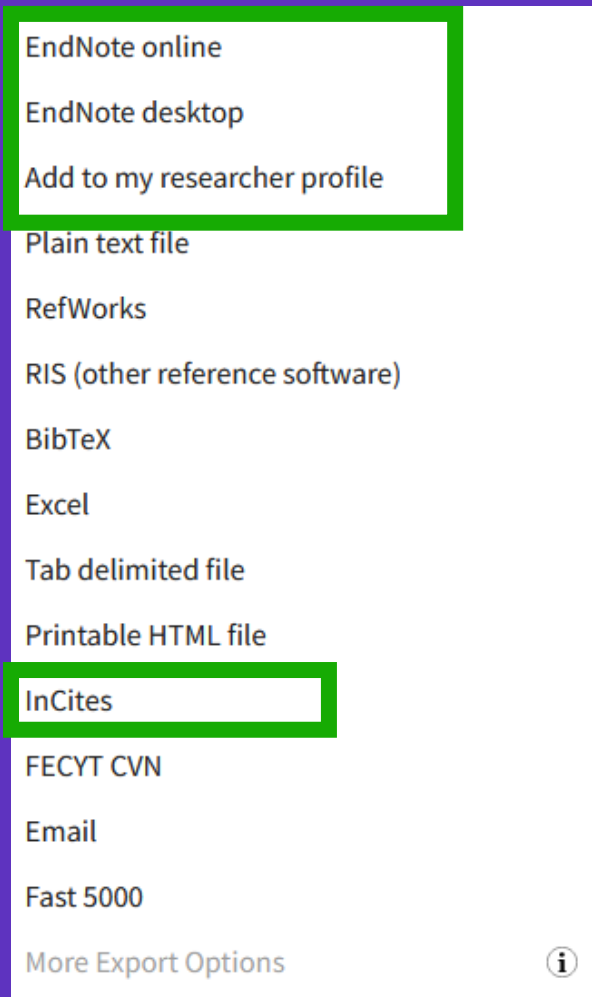 EndNote online
EndNote desktop
Add to my researcher profile
Plain text file
RefWorks
RIS (other reference software)
BibTeX
Excel
Tab delimited file
Printable HTML file
InCites
FECYT CVN
Email
Fast 5000
More Export Options i